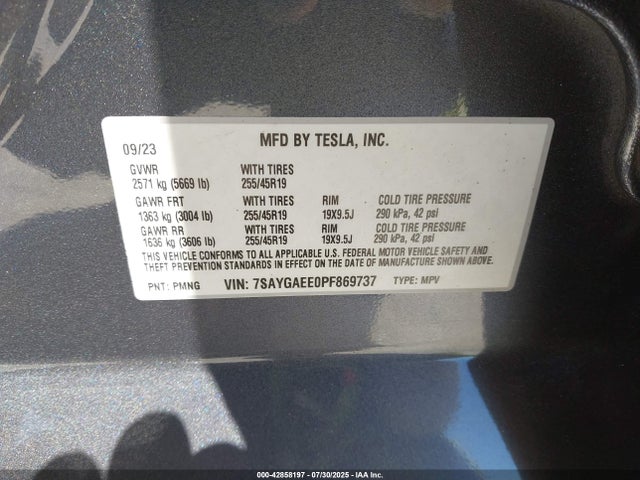 09/23 MFD BY TESLA, INC.
GVWR WITH TIRES
2571 kg (5669 lb) 255/45R19
GAWR FRT WITH TIRES RIM COLD TIRE PRESSURE
1363 kg (3004 lb) 255/45R19 19X9.5J 290 kPa, 42 psi
GAWR RR WITH TIRES RIM COLD TIRE PRESSURE
1636 kg (3606 lb) 255/45R19 19X9.5J 290 kPa, 42 psi
THIS VEHICLE CONFORMS TO ALL APPLICABLE U.S. FEDERAL MOTOR VEHICLE SAFETY AND
THEFT PREVENTION STANDARDS IN EFFECT ON THE DATE OF MANUFACTURE SHOWN ABOVE.
PNT: PMNG VIN: 7SAYGAEE0PF869737 TYPE: MPV
000-42858197 - 07/30/2025 - IAA Inc.